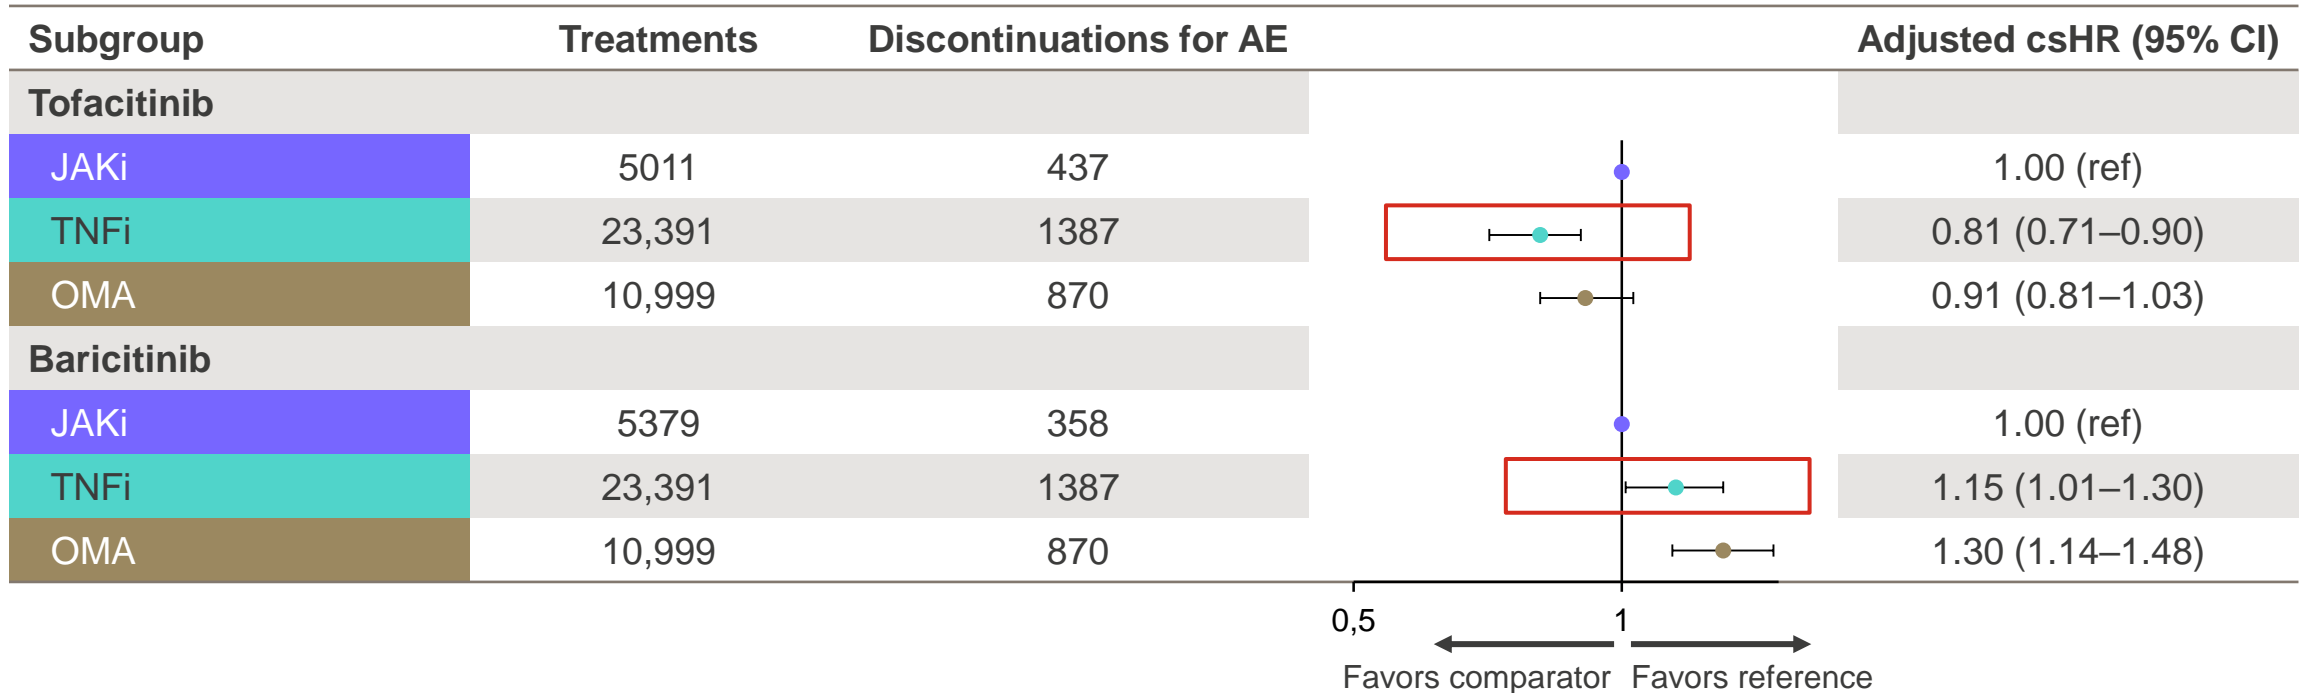 Subgroup Treatments Discontinuations for AE Adjusted csHR (95% CI)
Tofacitinib
JAKi 5011 437 1.00 (ref)
TNFi 23,391 1387 0.81 (0.71–0.90)
OMA 10,999 870 0.91 (0.81–1.03)
Baricitinib
JAKi 5379 358 1.00 (ref)
TNFi 23,391 1387 1.15 (1.01–1.30)
OMA 10,999 870 1.30 (1.14–1.48)
0,5 1
Favors comparator Favors reference